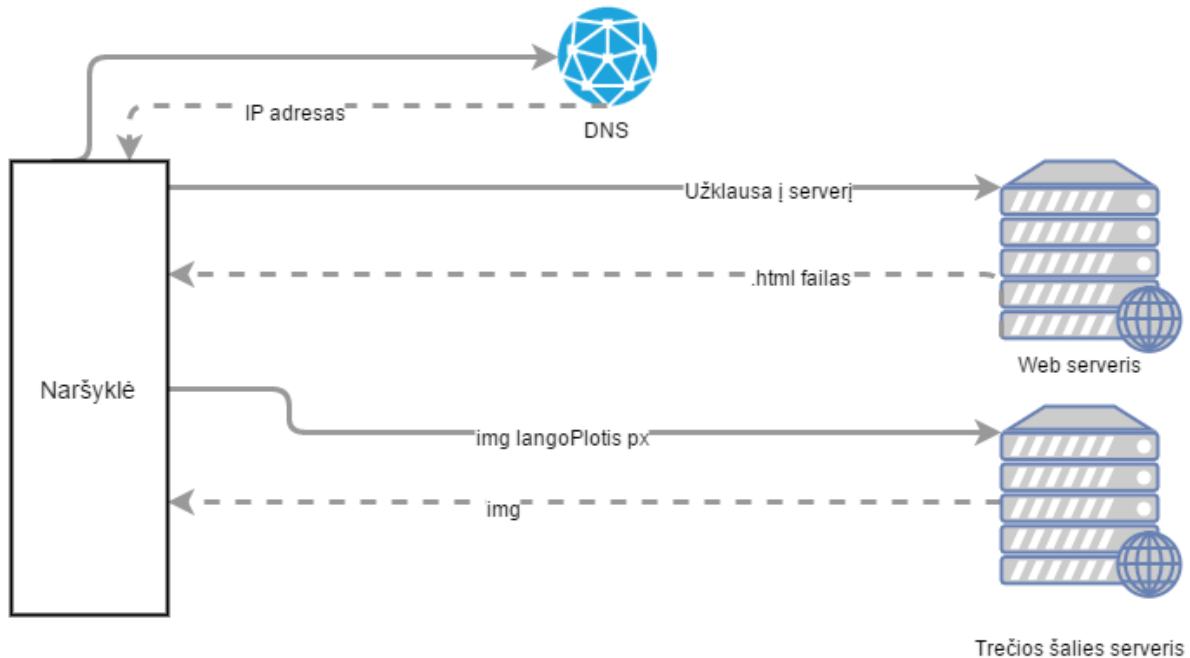 IP adresas
DNS
Užklausa į serverį
.html failas
Web serveris
Naršyklė
img langoPlotis px
img
Trečios šalies serveris